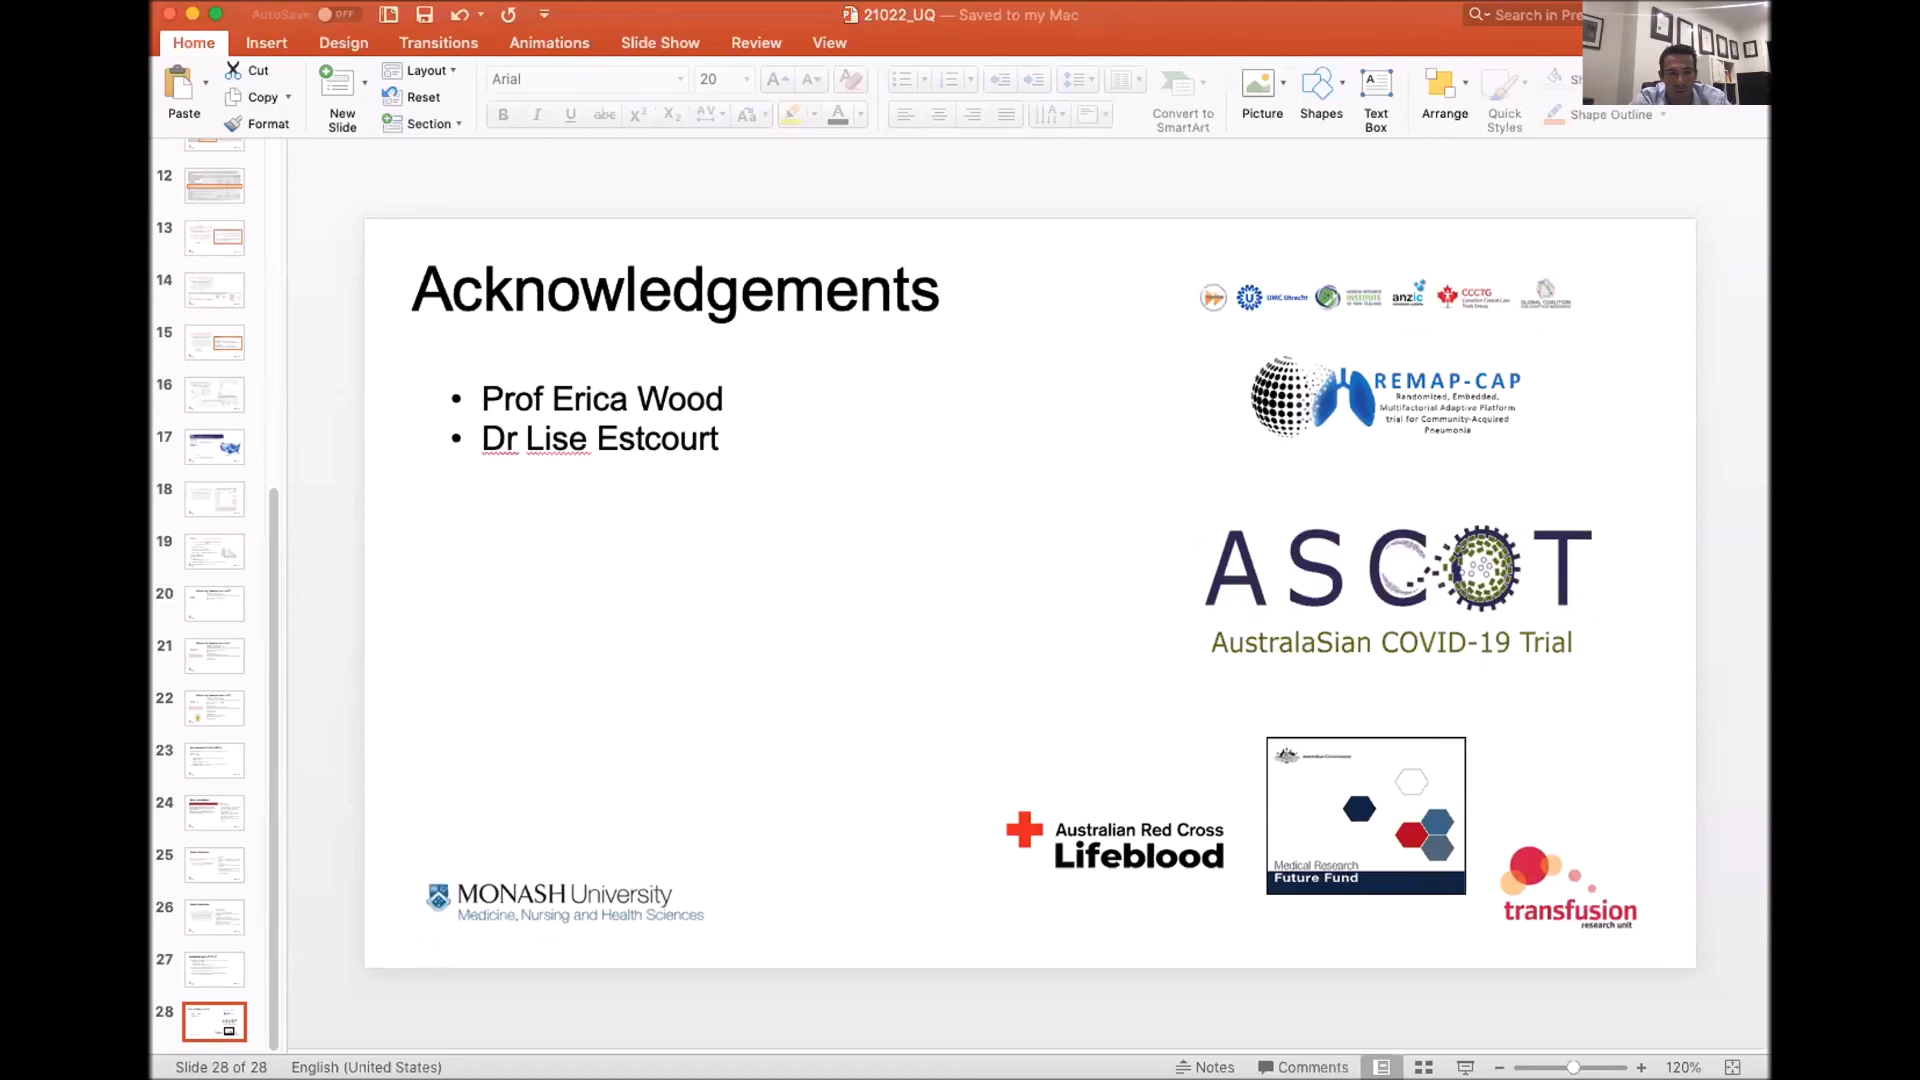 AutoSave OFF
21022_UQ — Saved to my Mac
Search in Pre
Home Insert Design Transitions Animations Slide Show Review View
Paste
Cut
Copy
Format
New
Slide
Layout
Reset
Section
Arial 20
Convert to
SmartArt
Picture
Shapes
Text
Box
Arrange
Quick
Styles
Shape Outline
12
13
14
15
16
17
18
19
20
21
22
23
24
25
26
27
28
Acknowledgements
• Prof Erica Wood
• Dr Lise Estcourt
UMC Utrecht
anzic
CCCTG
REMAP-CAP
Randomized, Embedded,
Multifactorial Adaptive Platform
trial for Community-Acquired
Pneumonia
ASCOT
AustralaSian COVID-19 Trial
Australian Red Cross
Lifeblood
Australian Government
Medical Research
Future Fund
transfusion
research unit
MONASH University
Medicine, Nursing and Health Sciences
Slide 28 of 28 English (United States) Notes Comments 120%